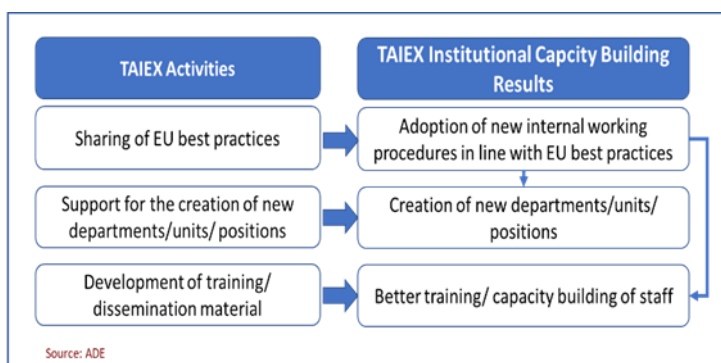 TAIEX Activities
TAIEX Institutional Capcity Building
Results
Sharing of EU best practices
Adoption of new internal working
procedures in line with EU best practices
Support for the creation of new
departments/units/ positions
Creation of new departments/units/
positions
Development of training/
dissemination material
Better training/ capacity building of staff
Source: ADE